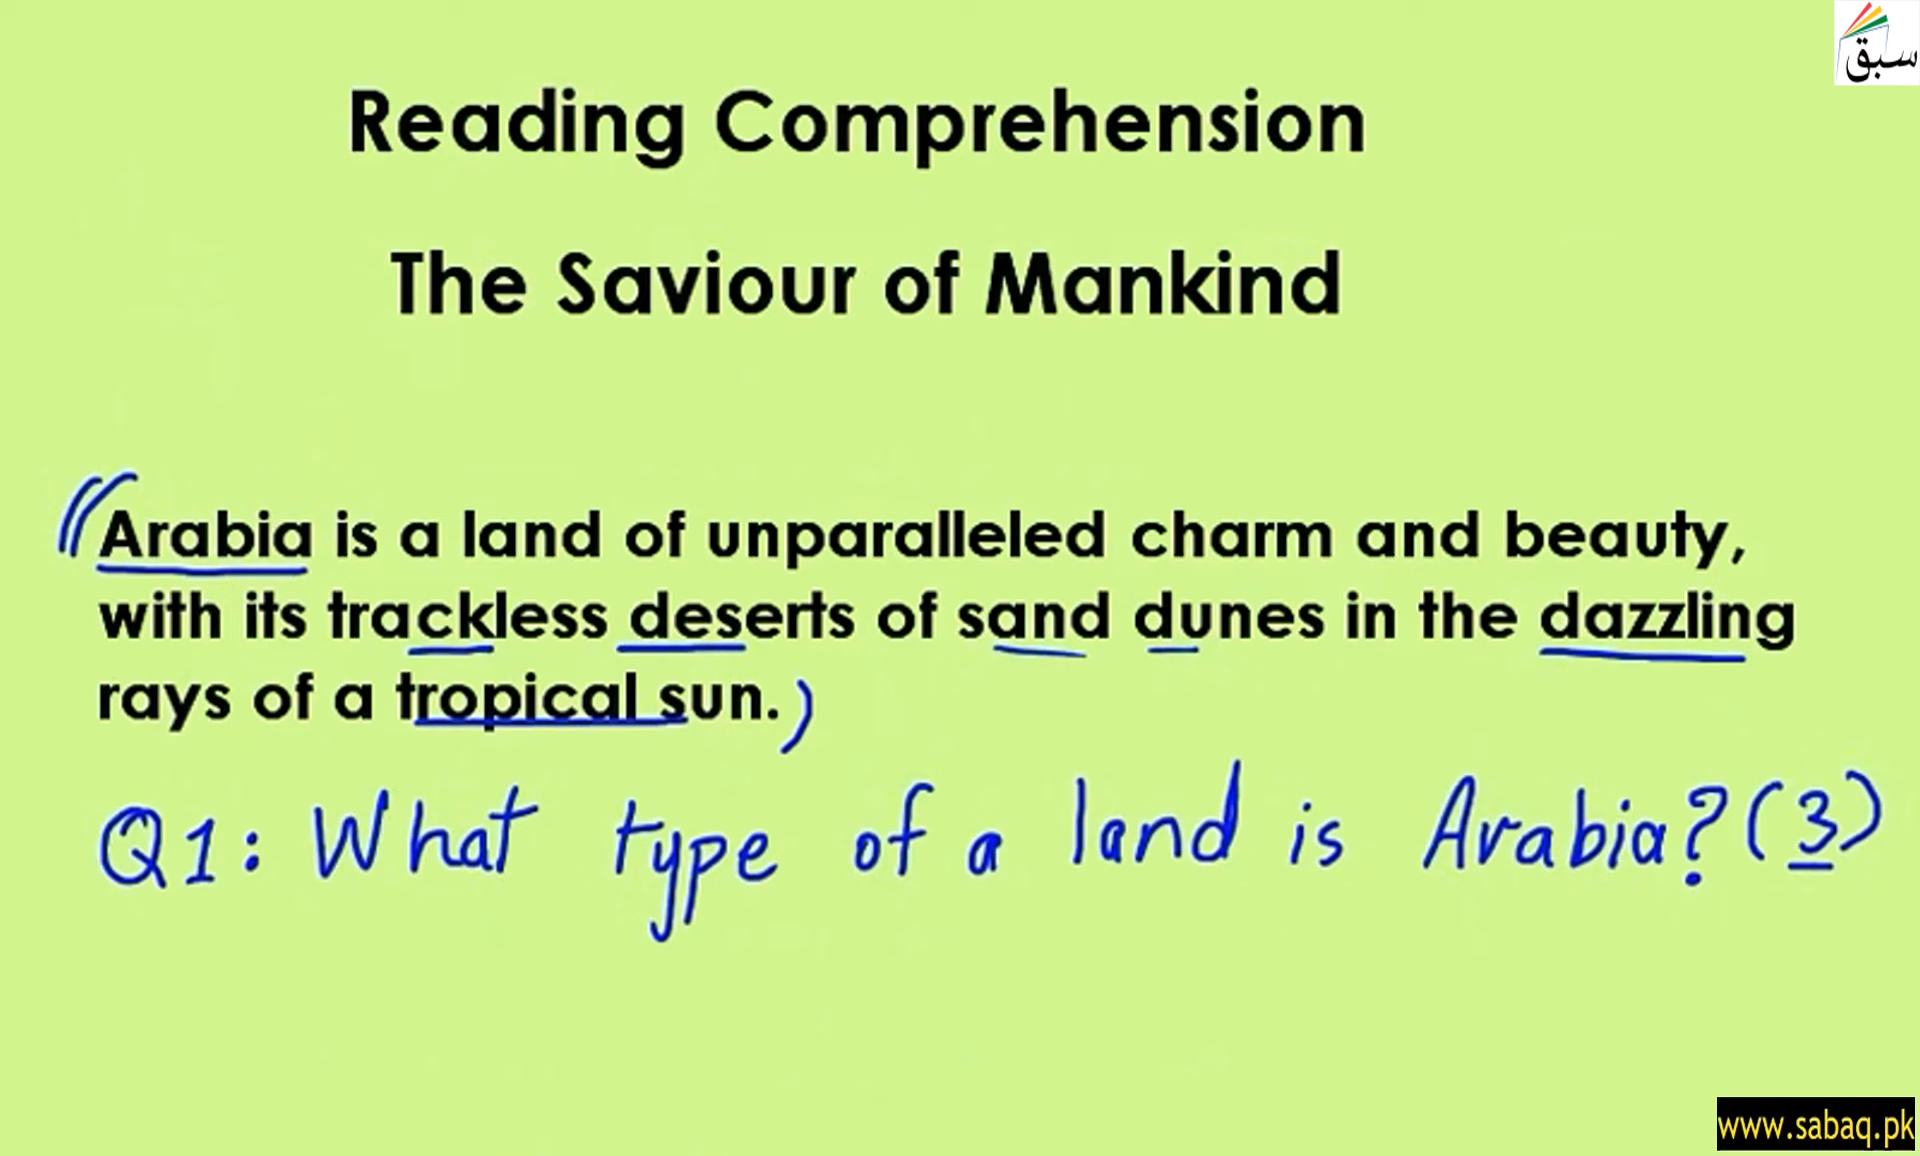 سبق
Reading Comprehension
The Saviour of Mankind
Arabia is a land of unparalleled charm and beauty,
with its trackless deserts of sand dunes in the dazzling
rays of a tropical sun.)
Q1: What type of a land is Arabia? (3)
www.sabaq.pk